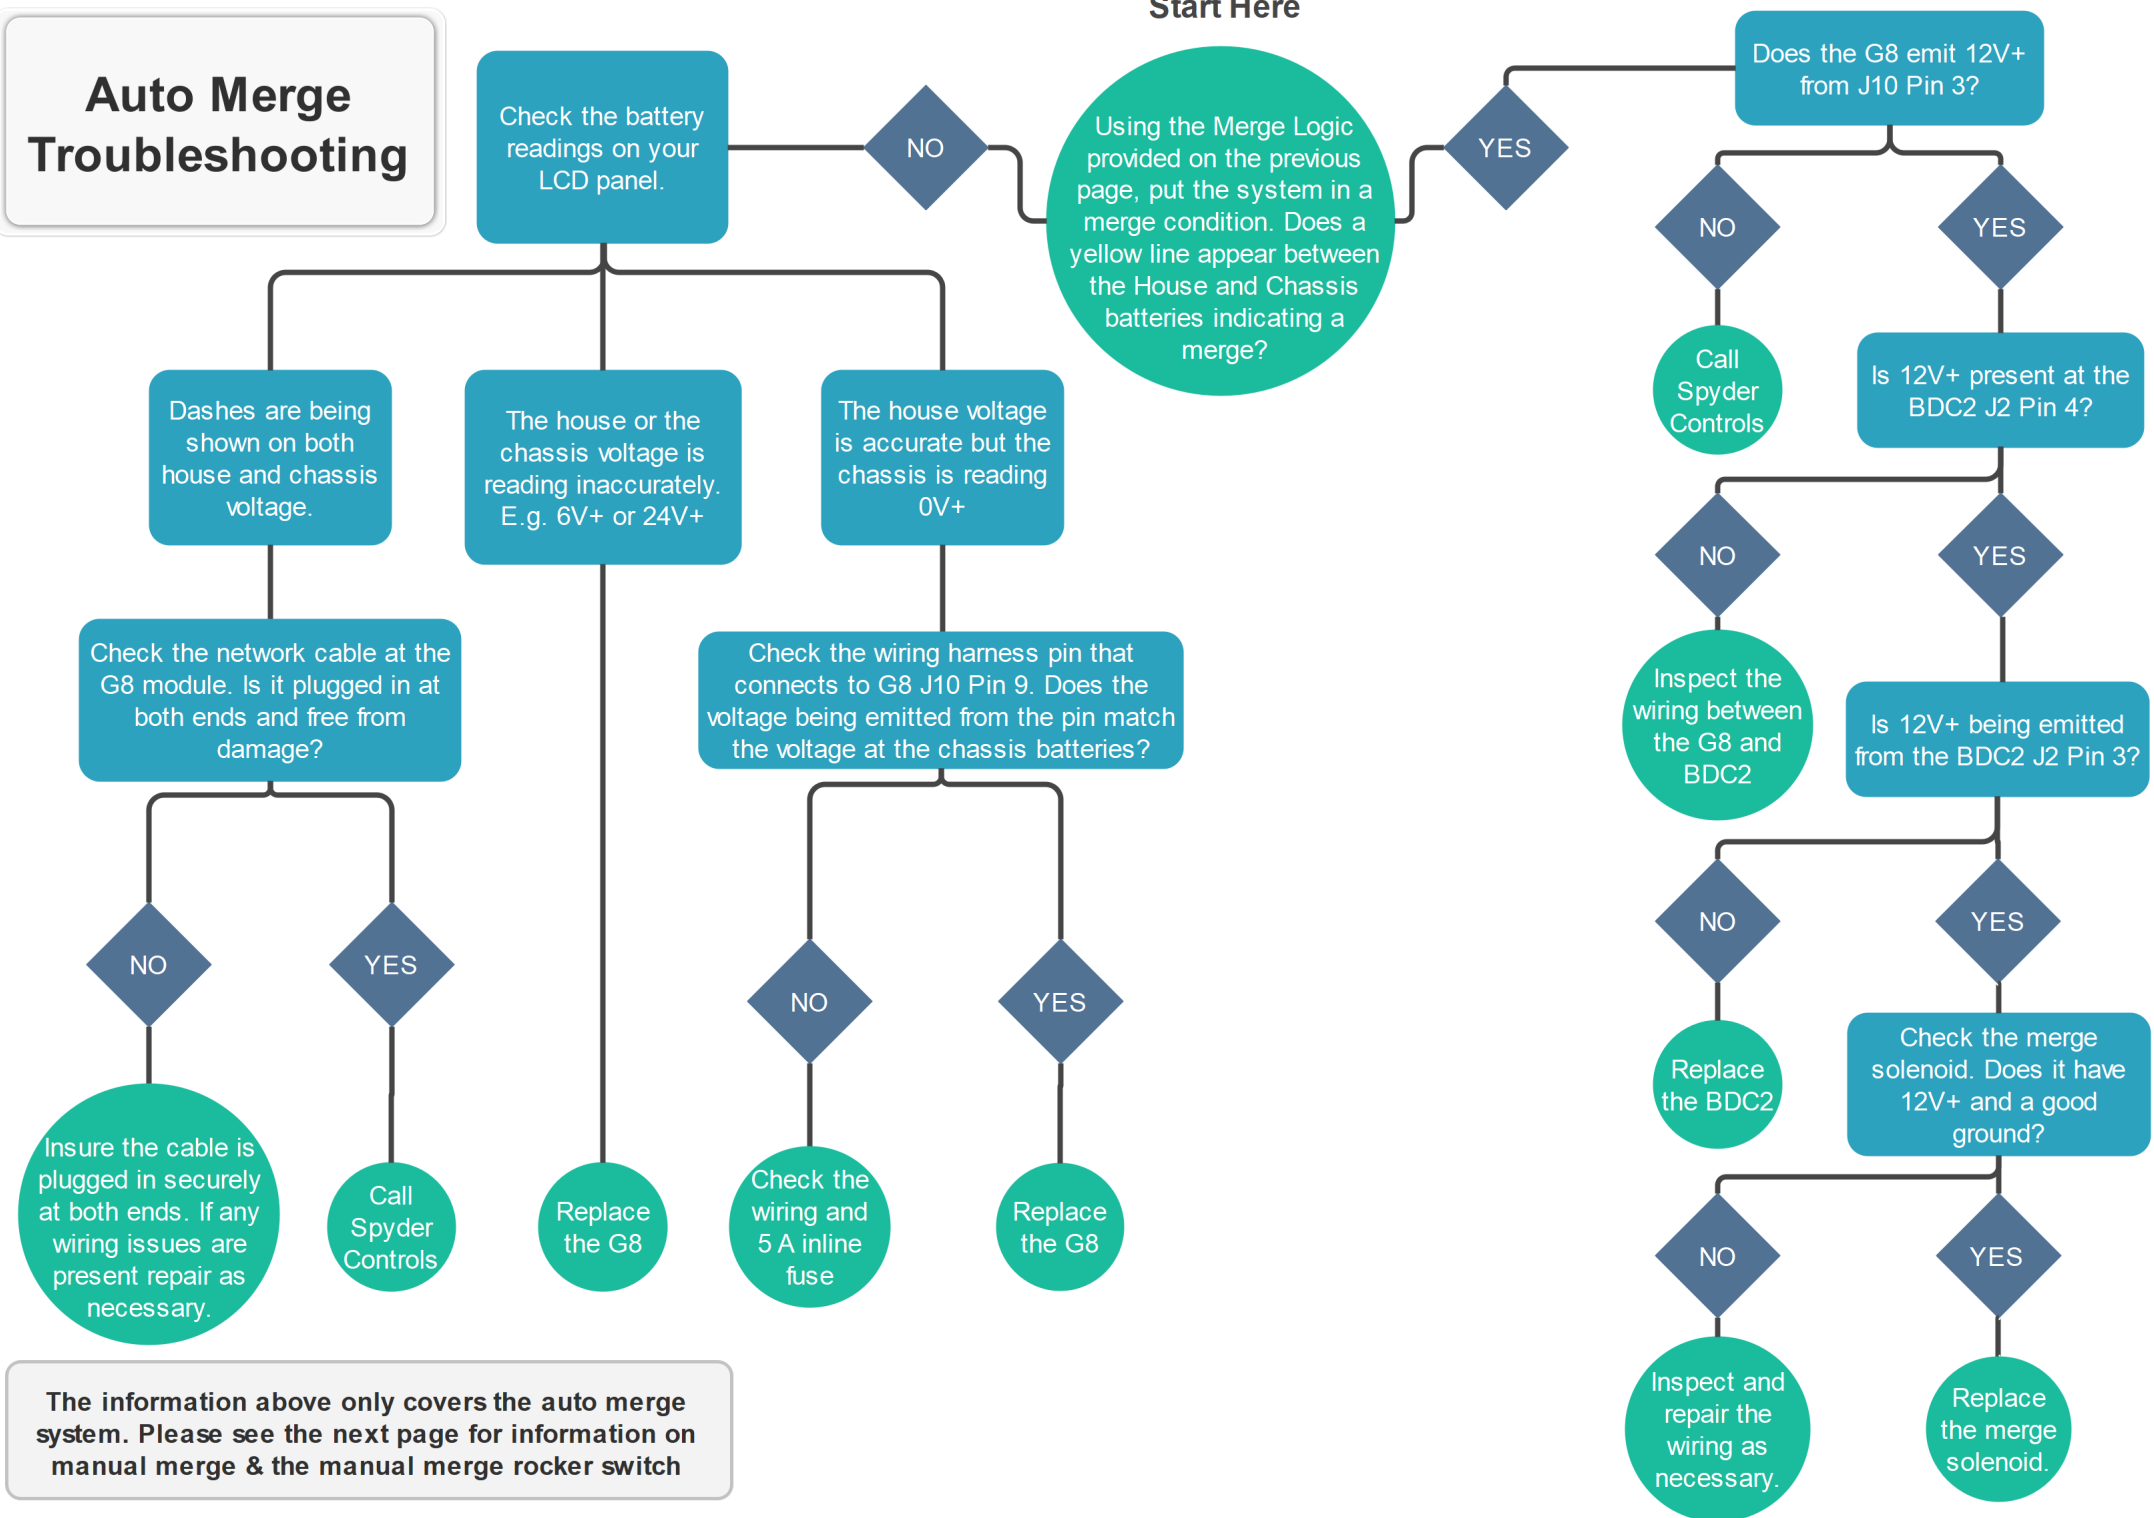 Start Here
Auto Merge
Troubleshooting
Check the battery
readings on your
LCD panel.
NO
Using the Merge Logic
provided on the previous
page, put the system in a
merge condition. Does a
yellow line appear between
the House and Chassis
batteries indicating a
merge?
YES
Does the G8 emit 12V+
from J10 Pin 3?
NO
YES
Call
Spyder
Controls
Is 12V+ present at the
BDC2 J2 Pin 4?
NO
YES
Inspect the
wiring between
the G8 and
BDC2
Is 12V+ being emitted
from the BDC2 J2 Pin 3?
NO
YES
Replace
the BDC2
Check the merge
solenoid. Does it have
12V+ and a good
ground?
NO
YES
Inspect and
repair the
wiring as
necessary.
Replace
the merge
solenoid.
Dashes are being
shown on both
house and chassis
voltage.
The house or the
chassis voltage is
reading inaccurately.
E.g. 6V+ or 24V+
The house voltage
is accurate but the
chassis is reading
0V+
Check the network cable at the
G8 module. Is it plugged in at
both ends and free from
damage?
Check the wiring harness pin that
connects to G8 J10 Pin 9. Does the
voltage being emitted from the pin match
the voltage at the chassis batteries?
NO
YES
NO
YES
Insure the cable is
plugged in securely
at both ends. If any
wiring issues are
present repair as
necessary.
Call
Spyder
Controls
Replace
the G8
Check the
wiring and
5 A inline
fuse
Replace
the G8
The information above only covers the auto merge
system. Please see the next page for information on
manual merge & the manual merge rocker switch